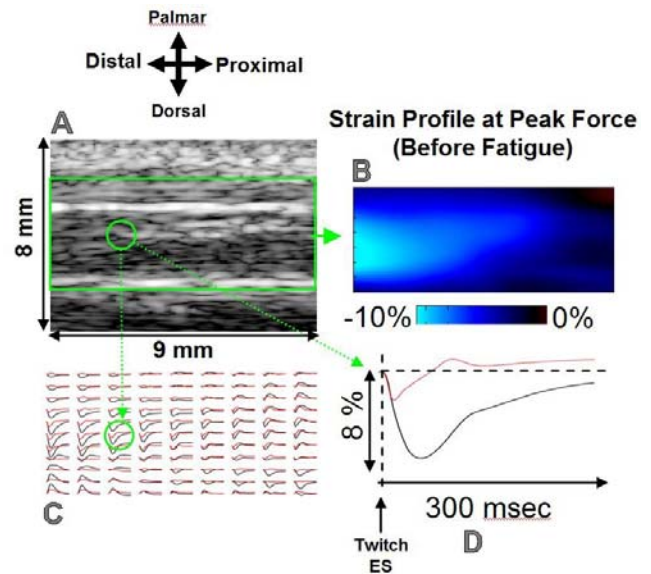 Palmar
Distal
Proximal
Dorsal
A
Strain Profile at Peak Force
(Before Fatigue)
B
8 mm
-10%
0%
9 mm
8 %
C
300 msec
D
Twitch
ES